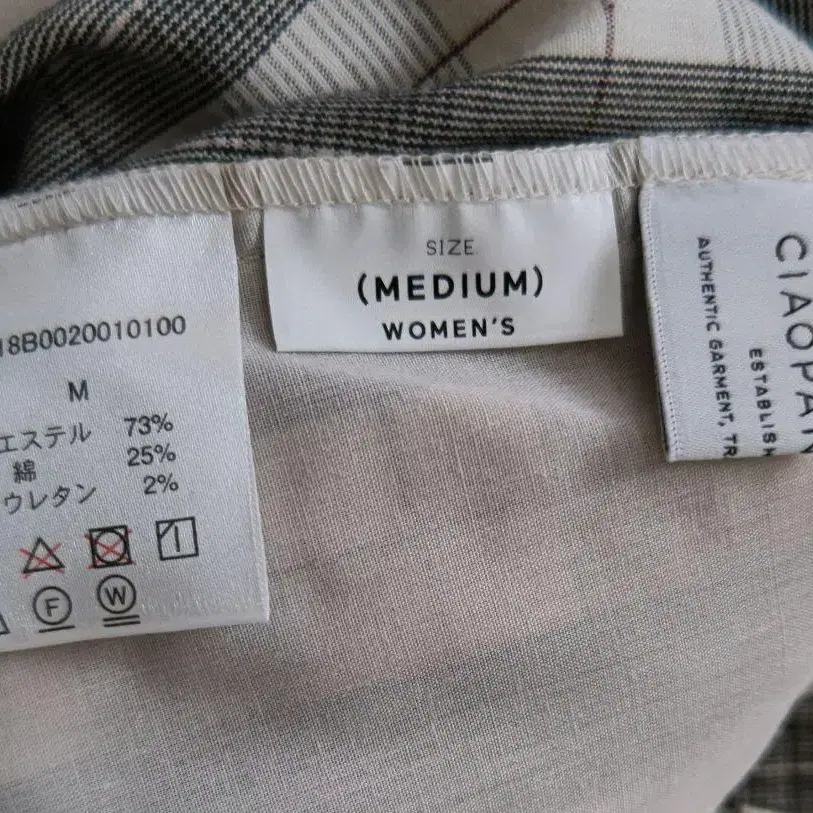 18B0020010100
M
エステル 73%
綿 25%
ウレタン 2%
F
W
SIZE
(MEDIUM)
WOMEN'S
CIAOPAN
ESTABLISH
AUTHENTIC GARMENT, TR